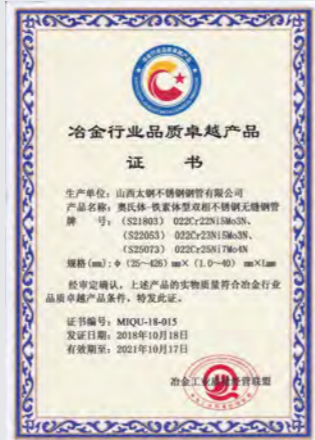 冶金行业品质卓越产品
证 书
生产单位：山西太钢不锈钢钢管有限公司
产品名称：奥氏体-铁素体型双相不锈钢无缝钢管
牌 号：（S21803）022Cr22Ni5Mo3N、
（S22053）022Cr23Ni5Mo3N、
（S25073）022Cr25Ni7Mo4N
规格(mm)：Φ（25~426）mm×（1.0~40）mm×Lmm
经审定确认，上述产品的实物质量符合冶金行业
品质卓越产品条件，特发此证。
证书编号：MIQU-18-015
发证日期：2018年10月18日
有效期至：2021年10月17日
冶金工业质量经营联盟